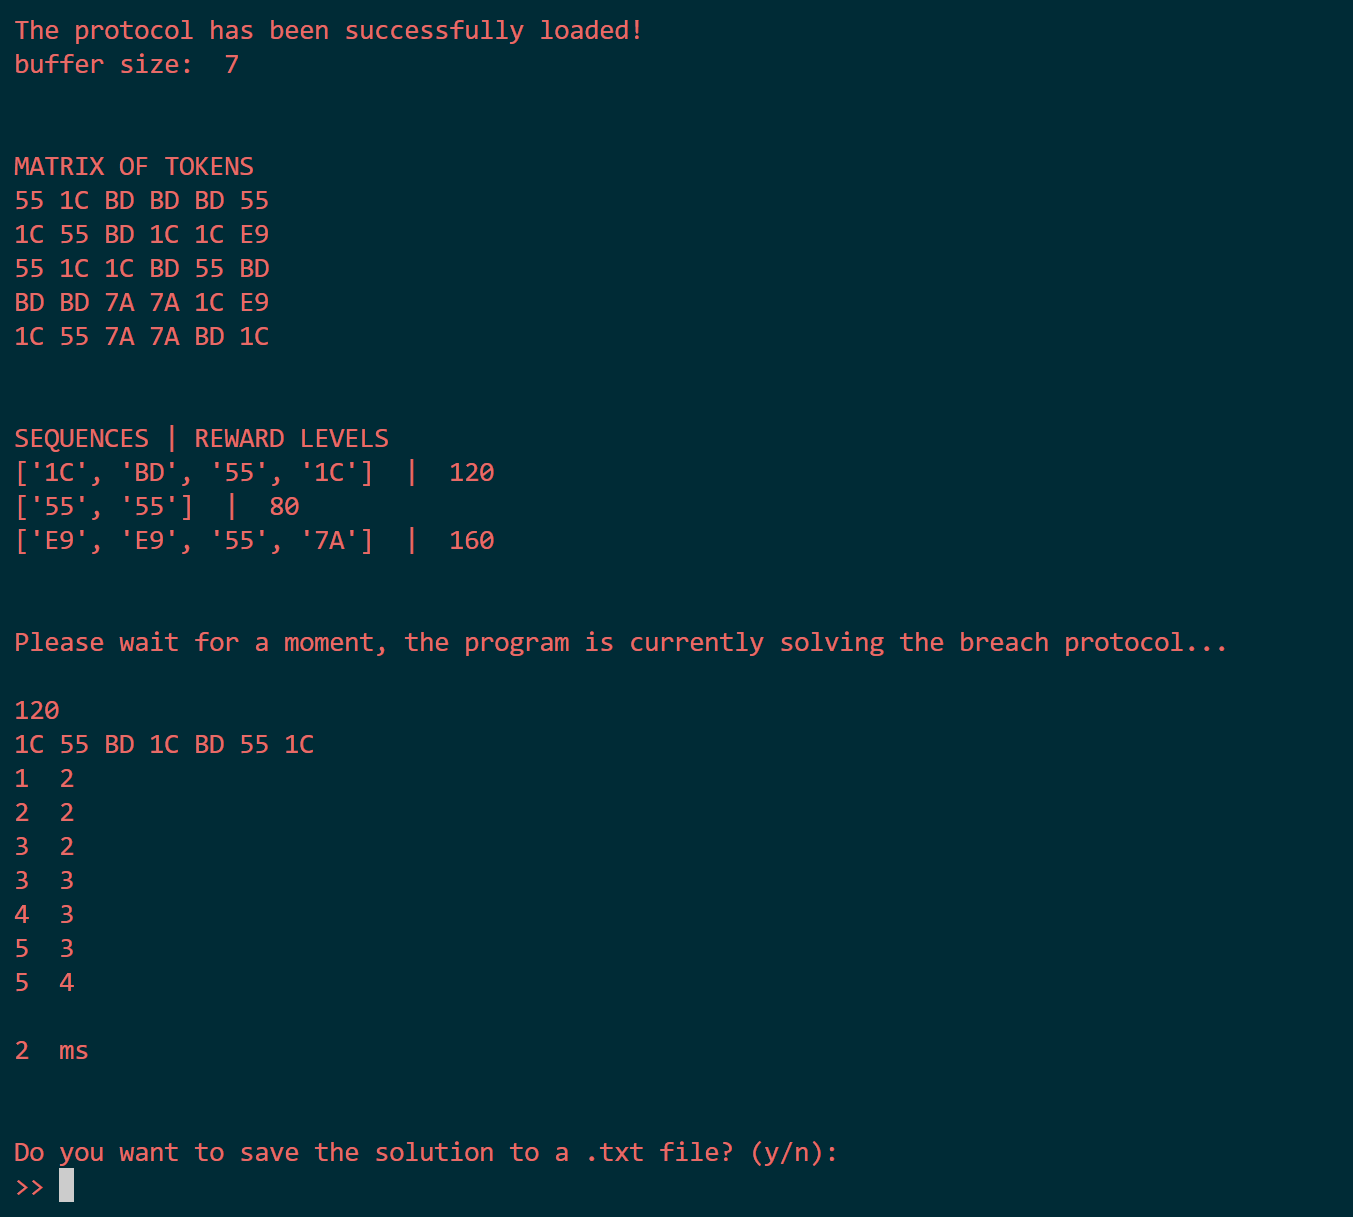 The protocol has been successfully loaded!
buffer size:  7
MATRIX OF TOKENS
55 1C BD BD BD 55
1C 55 BD 1C 1C E9
55 1C 1C BD 55 BD
BD BD 7A 7A 1C E9
1C 55 7A 7A BD 1C
SEQUENCES | REWARD LEVELS
['1C', 'BD', '55', '1C']  |  120
['55', '55']  |  80
['E9', 'E9', '55', '7A']  |  160
Please wait for a moment, the program is currently solving the breach protocol...
120
1C 55 BD 1C BD 55 1C
1  2
2  2
3  2
3  3
4  3
5  3
5  4
2  ms
Do you want to save the solution to a .txt file? (y/n):
>>